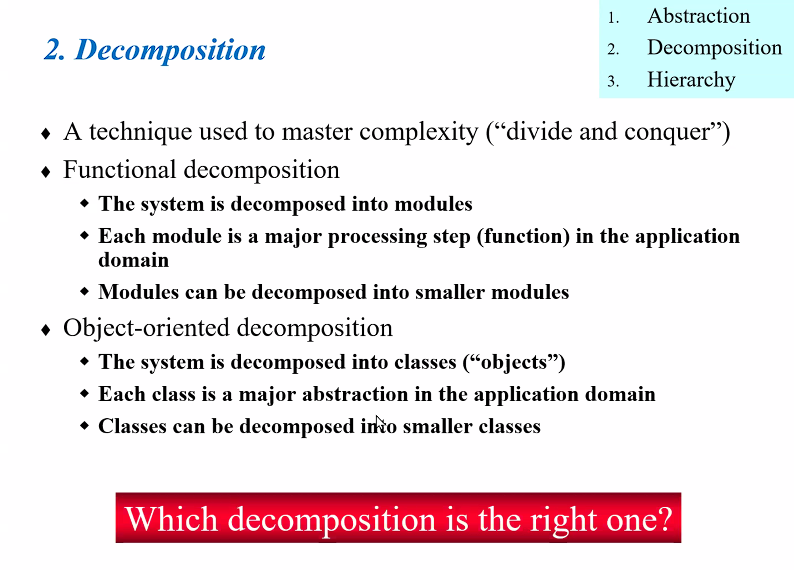 2. Decomposition
1. Abstraction
2. Decomposition
3. Hierarchy
♦ A technique used to master complexity (“divide and conquer”)
♦ Functional decomposition
◆ The system is decomposed into modules
◆ Each module is a major processing step (function) in the application
domain
◆ Modules can be decomposed into smaller modules
♦ Object-oriented decomposition
◆ The system is decomposed into classes (“objects”)
◆ Each class is a major abstraction in the application domain
◆ Classes can be decomposed into smaller classes
Which decomposition is the right one?